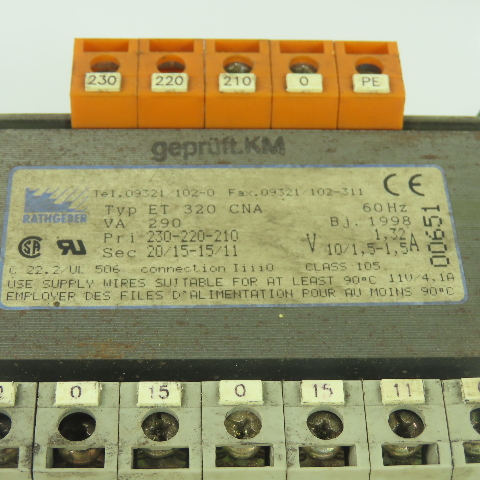 230 220 210 0 PE
geprüft.KM
Tel.09321/102-0 Fax.09321/102-311
RATHGEBER
Typ ET 320 CNA 60Hz
VA 290 Bj. 1998
Pri 230-220-210 V 1,32 A
Sec 20/15-15/11 10/1,5-1,5
00651
C 22.2/UL 506 connection IiiiO CLASS 105 11V/4.1A
USE SUPPLY WIRES SUITABLE FOR AT LEAST 90°C
EMPLOYER DES FILES D'ALIMENTATION POUR AU MOINS 90°C
0 15 0 15 11